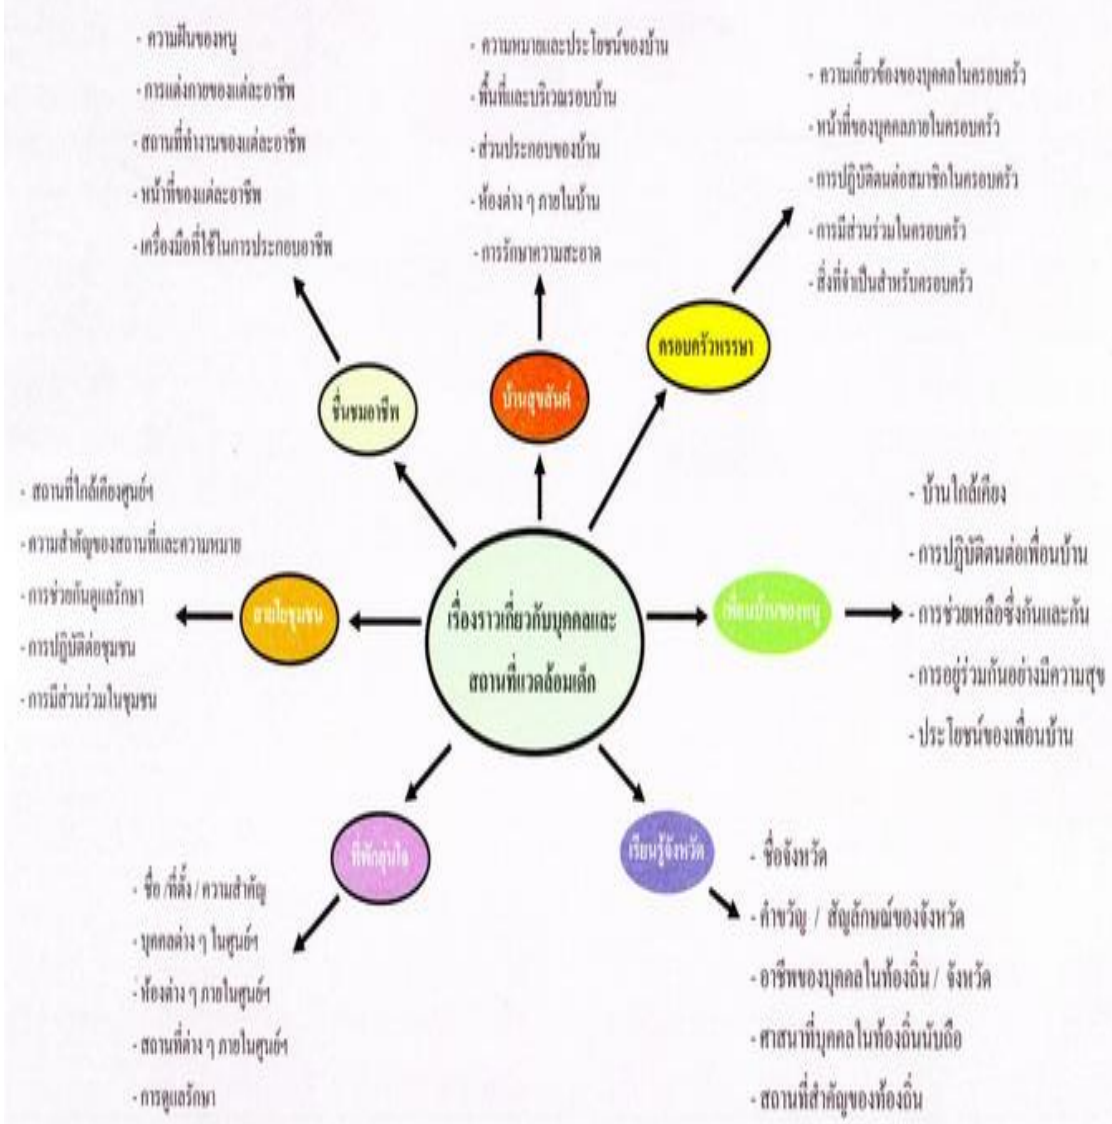 - ความฝันของหนู
- การแต่งกายของแต่ละอาชีพ
- สถานที่ทำงานของแต่ละอาชีพ
- หน้าที่ของแต่ละอาชีพ
- เครื่องมือที่ใช้ในการประกอบอาชีพ
- ความหมายและประโยชน์ของบ้าน
- พื้นที่และบริเวณรอบบ้าน
- ส่วนประกอบของบ้าน
- ห้องต่าง ๆ ภายในบ้าน
- การรักษาความสะอาด
- ความเกี่ยวข้องของบุคคลในครอบครัว
- หน้าที่ของบุคคลภายในครอบครัว
- การปฏิบัติตนต่อสมาชิกในครอบครัว
- การมีส่วนร่วมในครอบครัว
- สิ่งที่จำเป็นสำหรับครอบครัว
ชื่นชมอาชีพ
บ้านสุขสันต์
ครอบครัวหรรษา
- สถานที่ใกล้เคียงศูนย์ฯ
- ความสำคัญของสถานที่และความหมาย
- การช่วยกันดูแลรักษา
- การปฏิบัติต่อชุมชน
- การมีส่วนร่วมในชุมชน
สายใยชุมชน
เรื่องราวเกี่ยวกับบุคคลและ
สถานที่แวดล้อมเด็ก
เพื่อนบ้านของหนู
- บ้านใกล้เคียง
- การปฏิบัติตนต่อเพื่อนบ้าน
- การช่วยเหลือซึ่งกันและกัน
- การอยู่ร่วมกันอย่างมีความสุข
- ประโยชน์ของเพื่อนบ้าน
ที่พักอุ่นใจ
- ชื่อ /ที่ตั้ง / ความสำคัญ
- บุคคลต่าง ๆ ในศูนย์ฯ
- ห้องต่าง ๆ ภายในศูนย์ฯ
- สถานที่ต่าง ๆ ภายในศูนย์ฯ
- การดูแลรักษา
เรียนรู้จังหวัด
- ชื่อจังหวัด
- คำขวัญ / สัญลักษณ์ของจังหวัด
- อาชีพของบุคคลในท้องถิ่น / จังหวัด
- ศาสนาที่บุคคลในท้องถิ่นนับถือ
- สถานที่สำคัญของท้องถิ่น